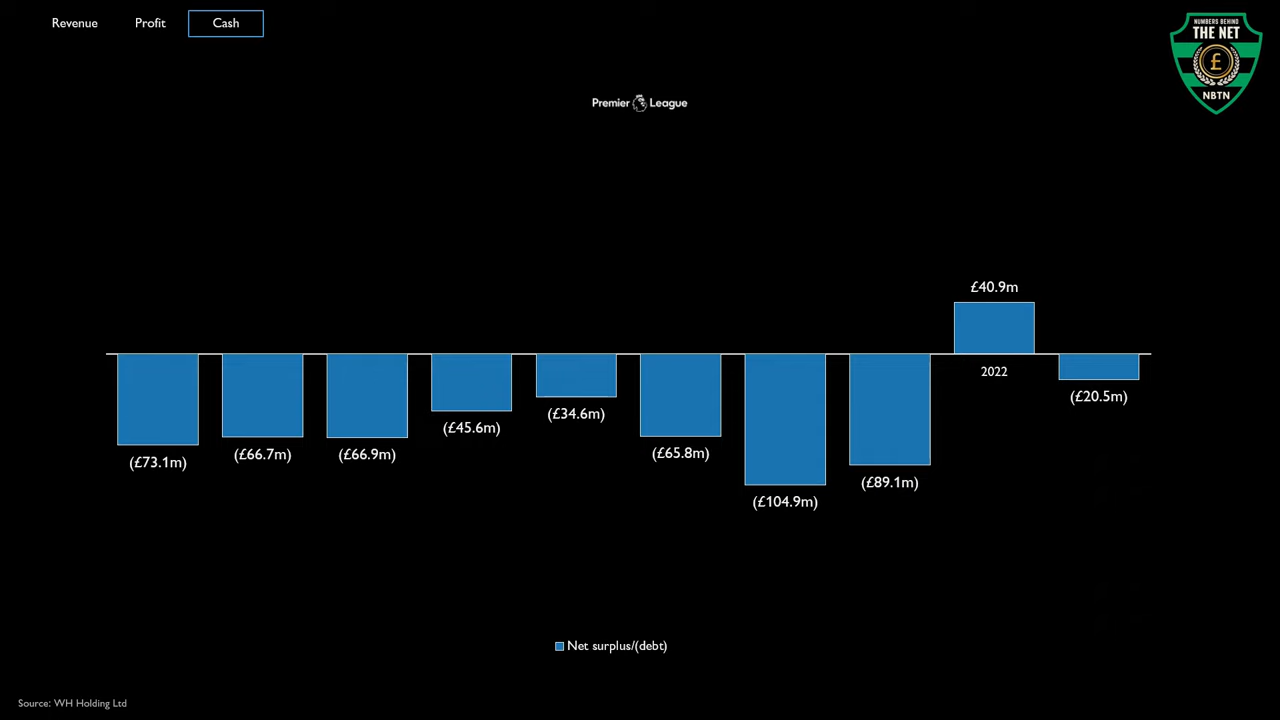 Revenue Profit Cash
NUMBERS BEHIND
THE NET
£
NBTN
Premier League
£40.9m
2022
(£73.1m) (£66.7m) (£66.9m) (£45.6m) (£34.6m) (£65.8m) (£104.9m) (£89.1m) (£20.5m)
Net surplus/(debt)
Source: WH Holding Ltd